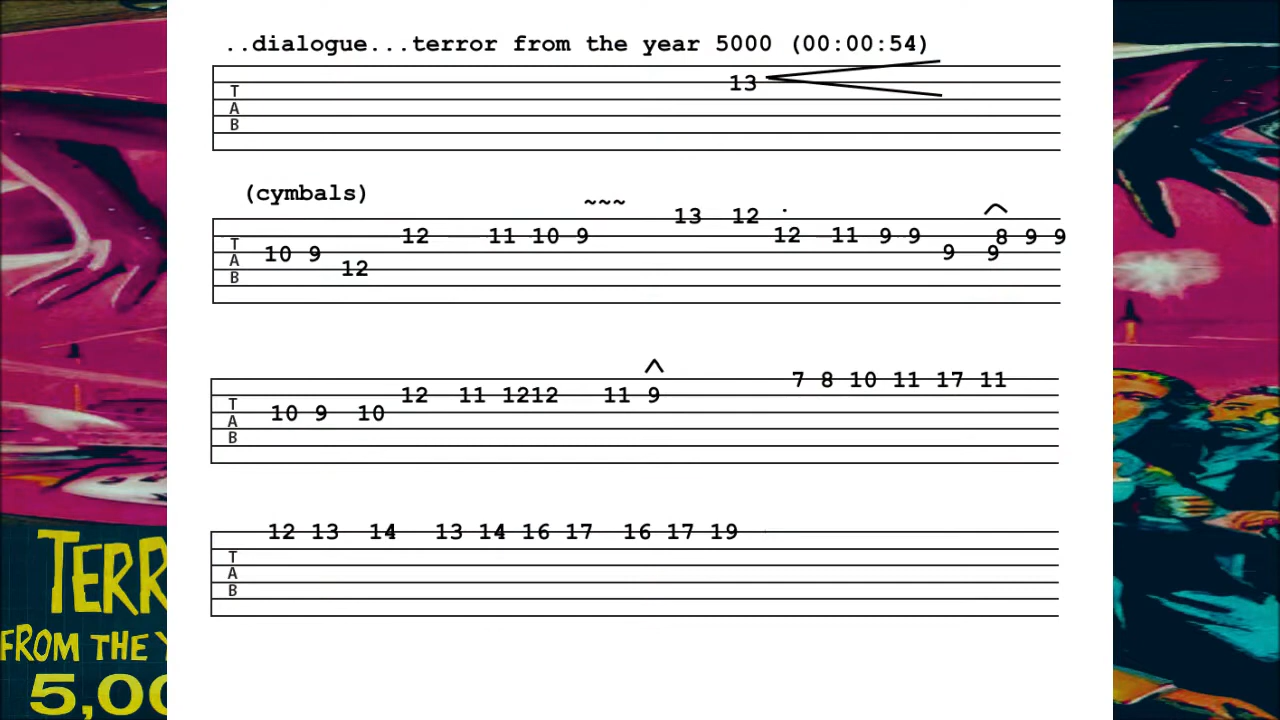 ..dialogue...terror from the year 5000 (00:00:54)
13
T
A
B
(cymbals)
~~~
13 12 .
^
12 11 10 9 12 11 9 9 8 9 9
10 9 9 9
12
T
A
B
^
7 8 10 11 17 11
12 11 1212 11 9
10 9 10
T
A
B
12 13 14 13 14 16 17 16 17 19
T
A
B
TERR
FROM THE Y
5,00